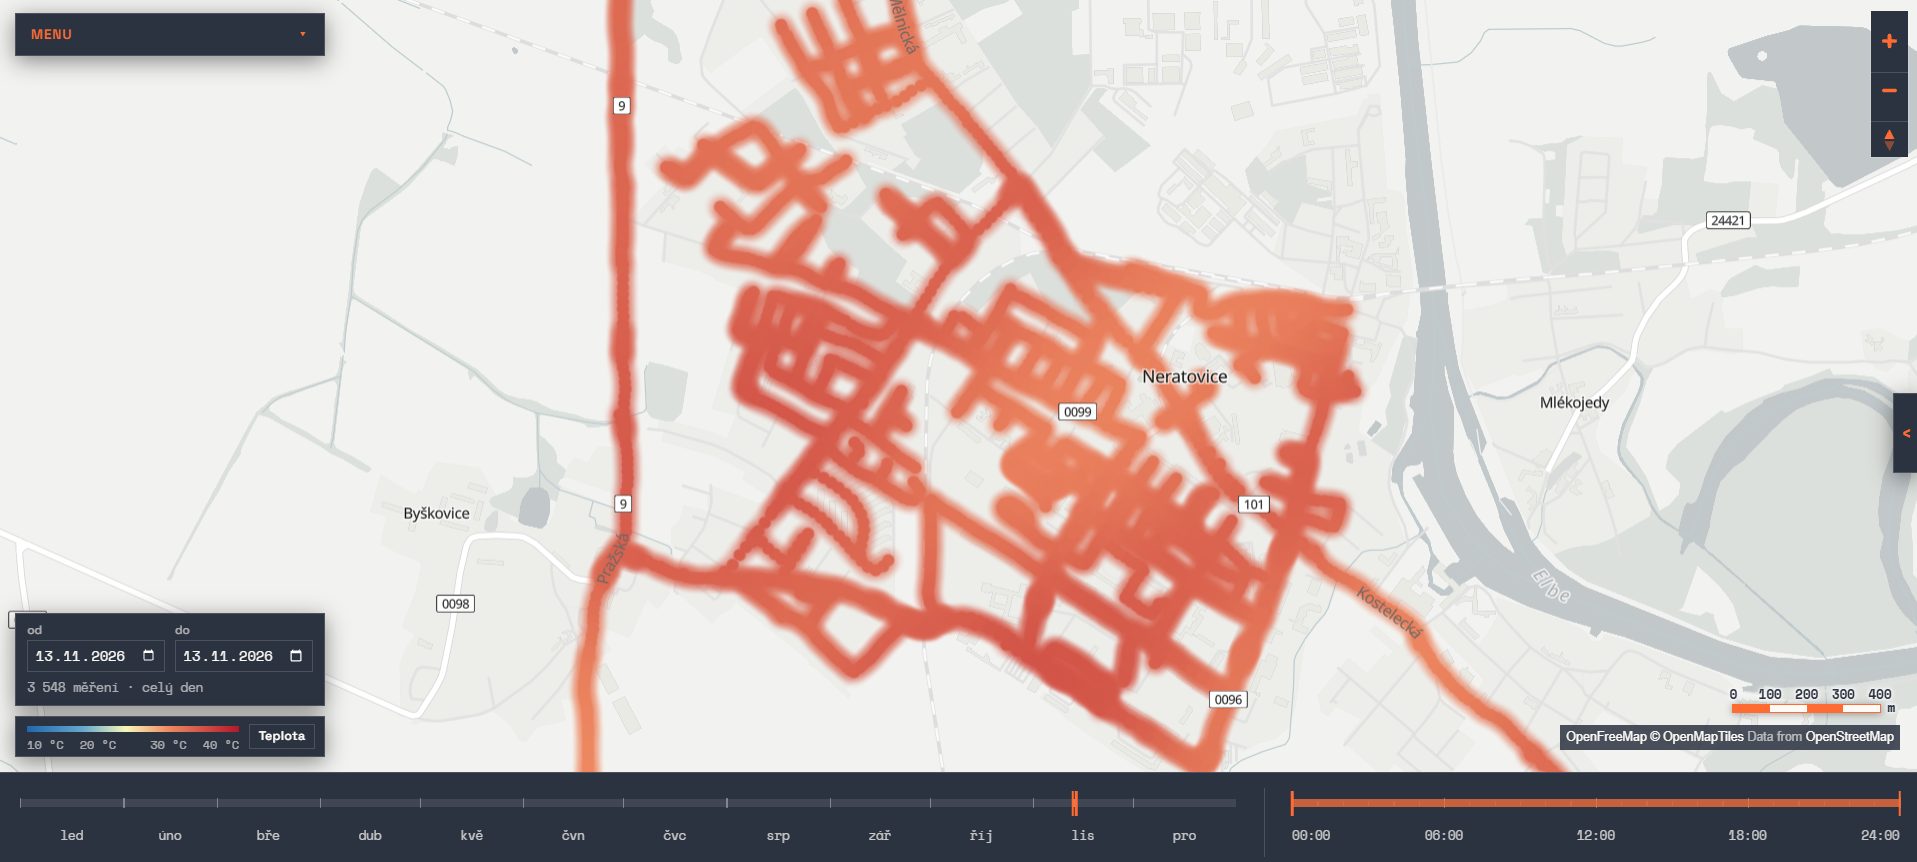 MENU ▼
Mělnická
+
9
−
24421
Neratovice
Mlékojedy
0099
<
9
101
Byškovice
Pražská
E/be
Kostelecká
0098
od do
13.11.2026 13.11.2026
3 548 měření · celý den
0096
0 100 200 300 400
m
10 °C 20 °C 30 °C 40 °C Teplota
OpenFreeMap © OpenMapTiles Data from OpenStreetMap
led úno bře dub kvě čvn čvc srp zář říj lis pro
00:00 06:00 12:00 18:00 24:00